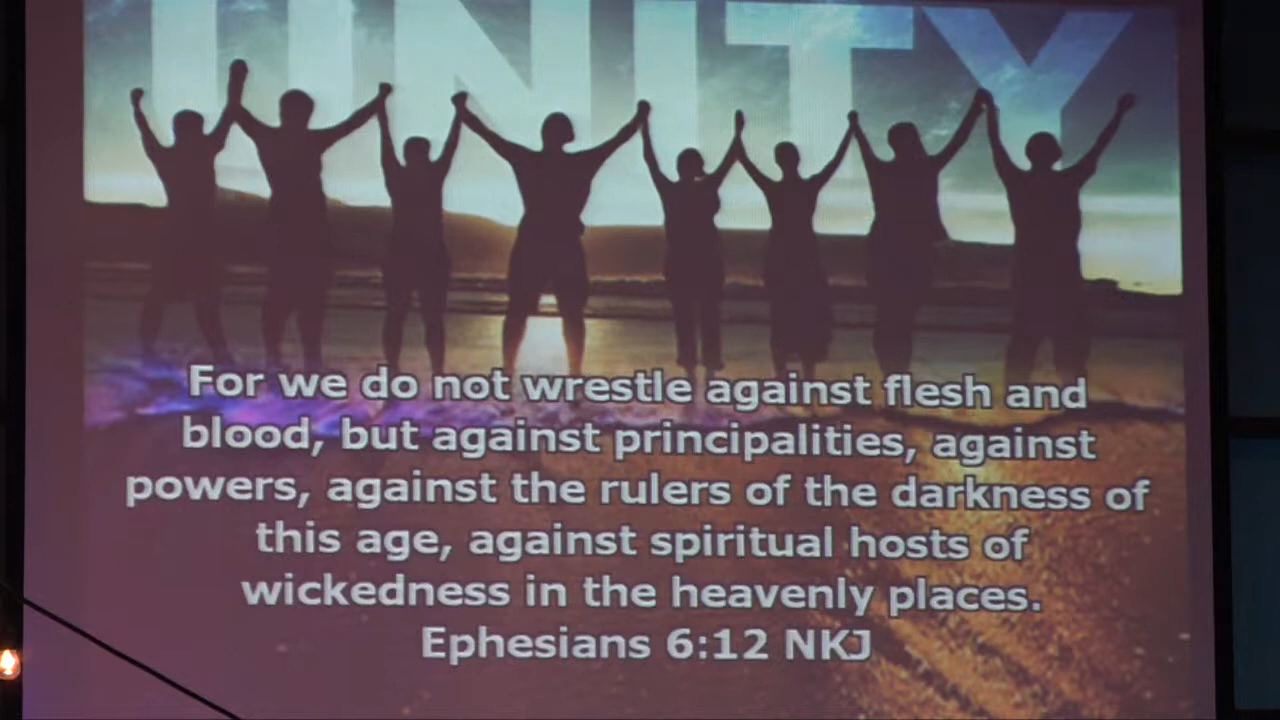 UNITY
For we do not wrestle against flesh and
blood, but against principalities, against
powers, against the rulers of the darkness of
this age, against spiritual hosts of
wickedness in the heavenly places.
Ephesians 6:12 NKJ